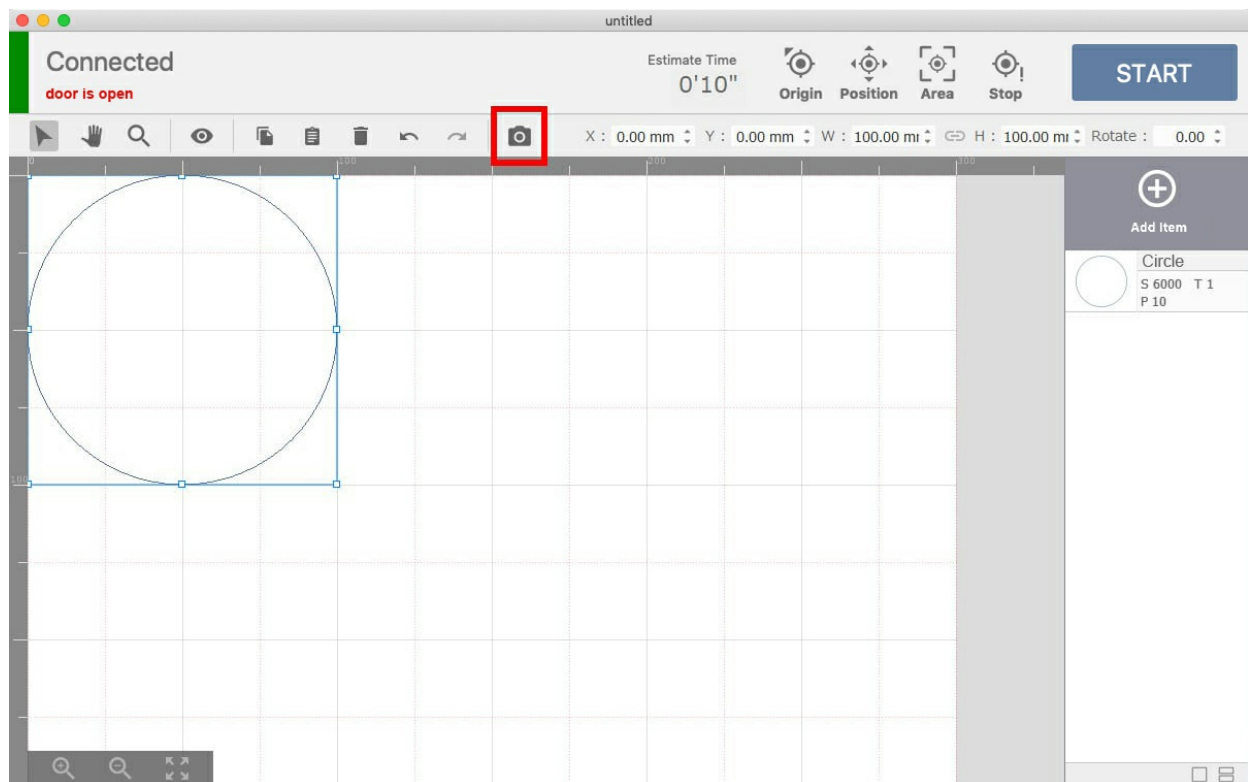 untitled
Connected
door is open
Estimate Time
0'10"
Origin
Position
Area
Stop
START
X : 0.00 mm Y : 0.00 mm W : 100.00 mm H : 100.00 mm Rotate : 0.00
0 100 200 300
Add Item
Circle
S 6000 T 1
P 10
100